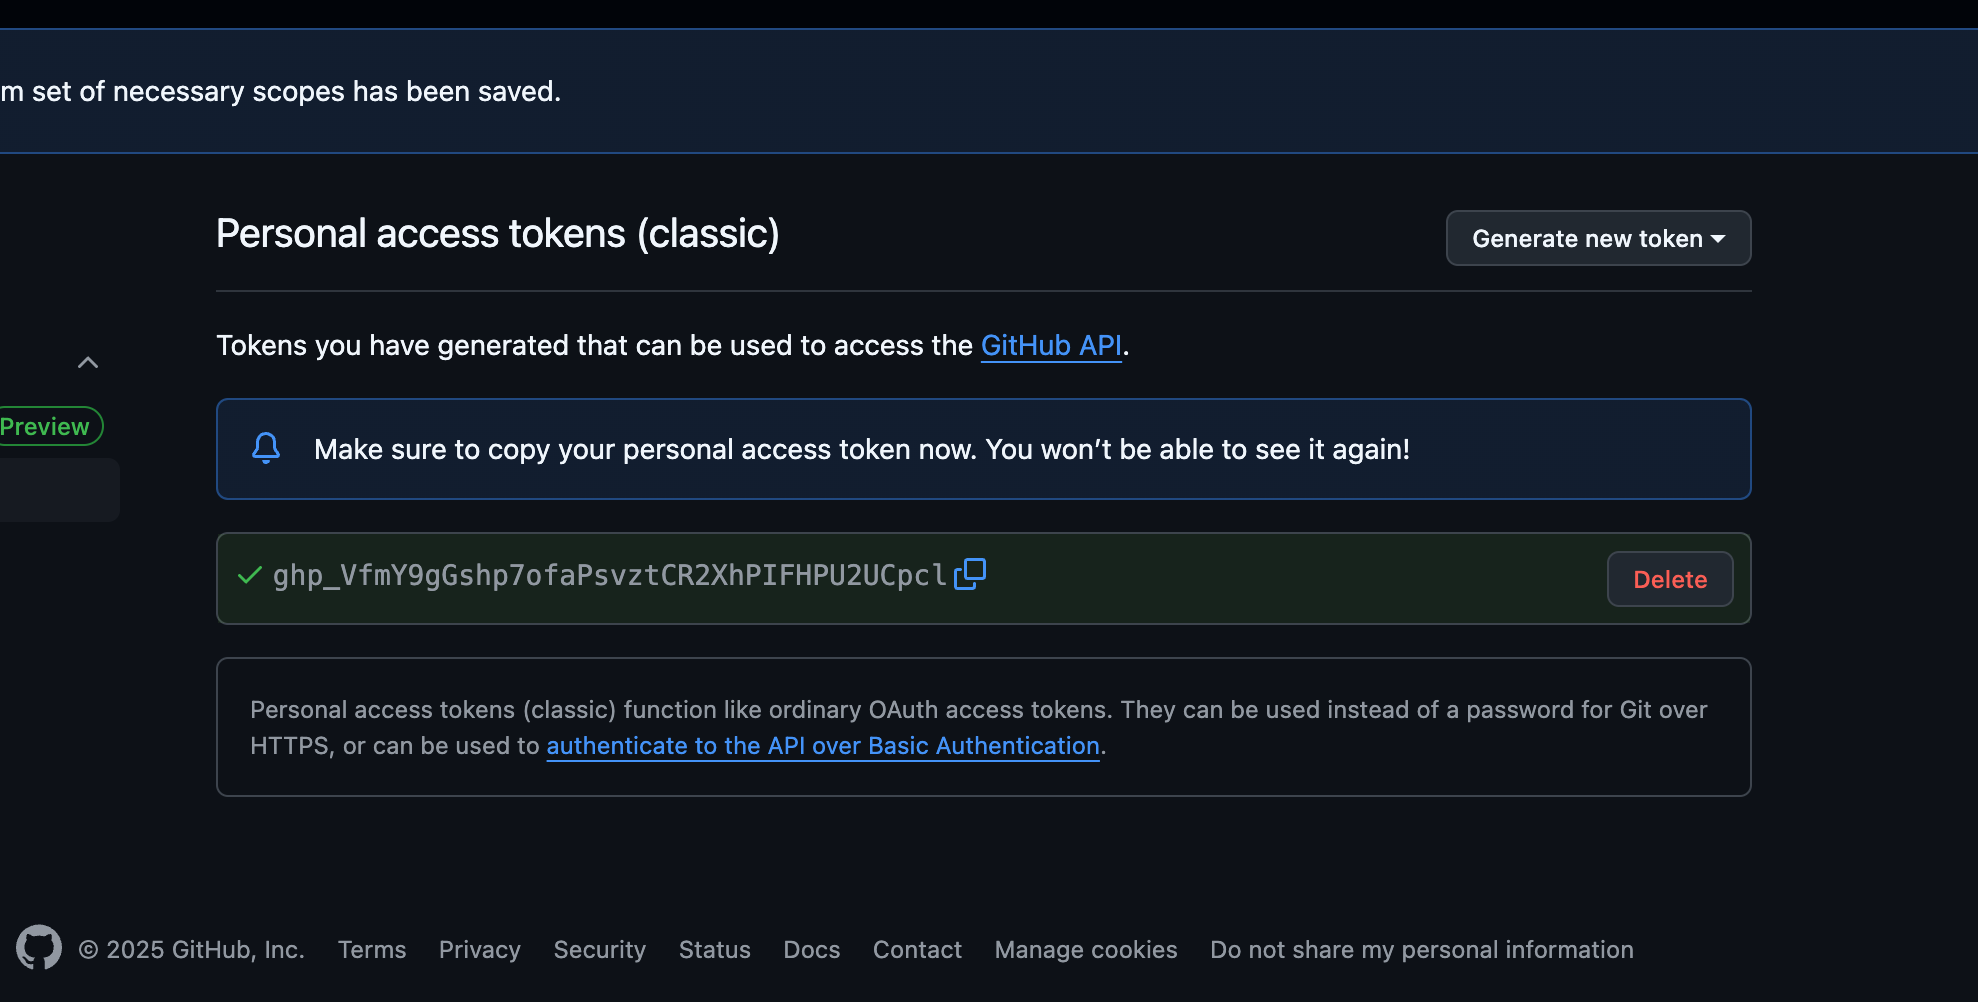 m set of necessary scopes has been saved.
Personal access tokens (classic)
Generate new token
Tokens you have generated that can be used to access the GitHub API.
Preview
Make sure to copy your personal access token now. You won’t be able to see it again!
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
Delete
Personal access tokens (classic) function like ordinary OAuth access tokens. They can be used instead of a password for Git over
HTTPS, or can be used to authenticate to the API over Basic Authentication.
© 2025 GitHub, Inc. Terms Privacy Security Status Docs Contact Manage cookies Do not share my personal information